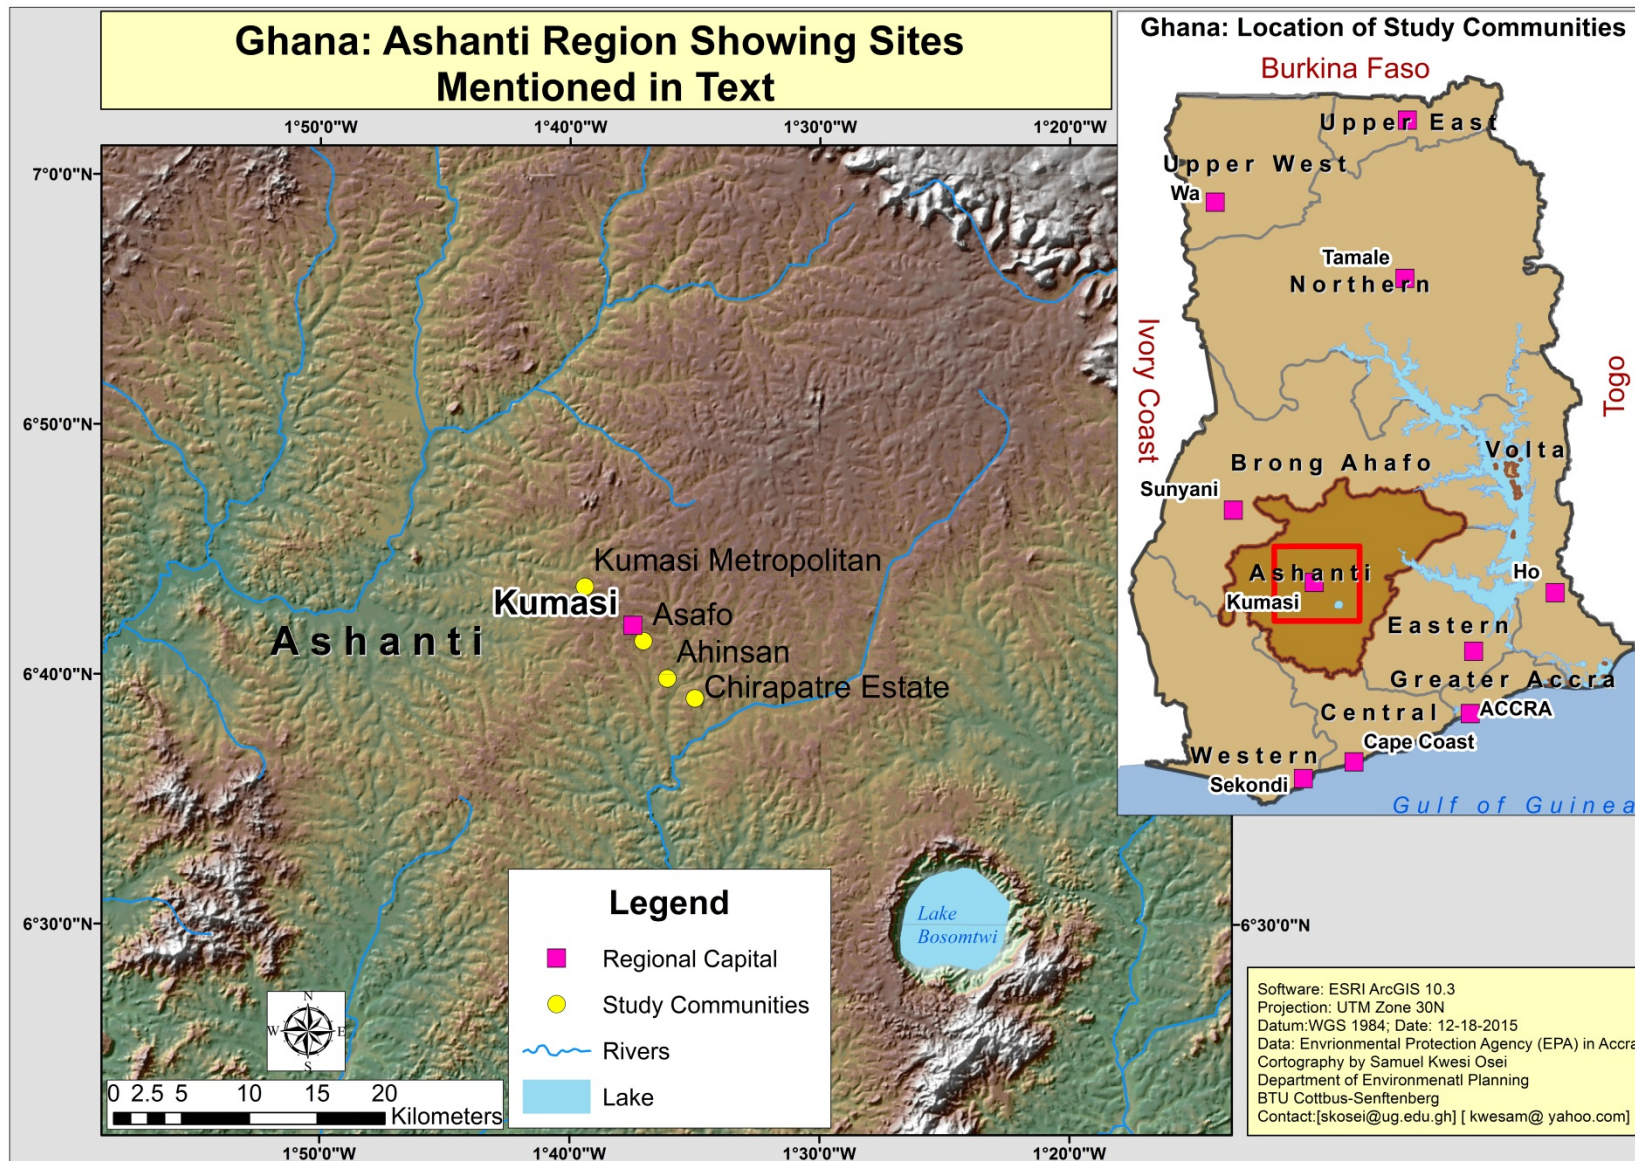 Ghana: Ashanti Region Showing Sites
Mentioned in Text
1°50'0"W
1°40'0"W
1°30'0"W
1°20'0"W
7°0'0"N
6°50'0"N
6°40'0"N
6°30'0"N
Kumasi Metropolitan
Kumasi
Asafo
Ashanti
Ahinsan
Chirapatre Estate
Lake
Bosomtwi
Legend
Regional Capital
Study Communities
Rivers
Lake
N
W
E
S
0 2.5 5 10 15 20
Kilometers
1°50'0"W
1°40'0"W
1°30'0"W
1°20'0"W
6°30'0"N
Ghana: Location of Study Communities
Burkina Faso
Upper East
Upper West
Wa
Tamale
Northern
Ivory Coast
Togo
Volta
Brong Ahafo
Sunyani
Ashanti
Kumasi
Ho
Eastern
Greater Accra
Central
ACCRA
Cape Coast
Western
Sekondi
Gulf of Guinea
Software: ESRI ArcGIS 10.3
Projection: UTM Zone 30N
Datum:WGS 1984; Date: 12-18-2015
Data: Envrionmental Protection Agency (EPA) in Accra
Cortography by Samuel Kwesi Osei
Department of Environmenatl Planning
BTU Cottbus-Senftenberg
Contact:[skosei@ug.edu.gh] [ kwesam@ yahoo.com]